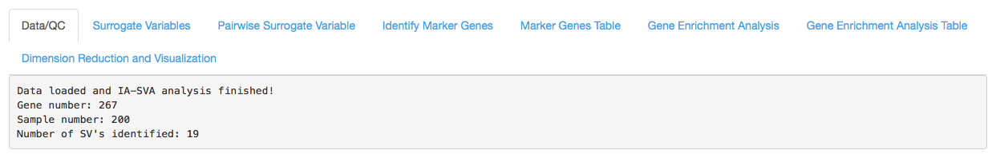 Data/QC Surrogate Variables Pairwise Surrogate Variable Identify Marker Genes Marker Genes Table Gene Enrichment Analysis Gene Enrichment Analysis Table
Dimension Reduction and Visualization
Data loaded and IA-SVA analysis finished!
Gene number: 267
Sample number: 200
Number of SV's identified: 19